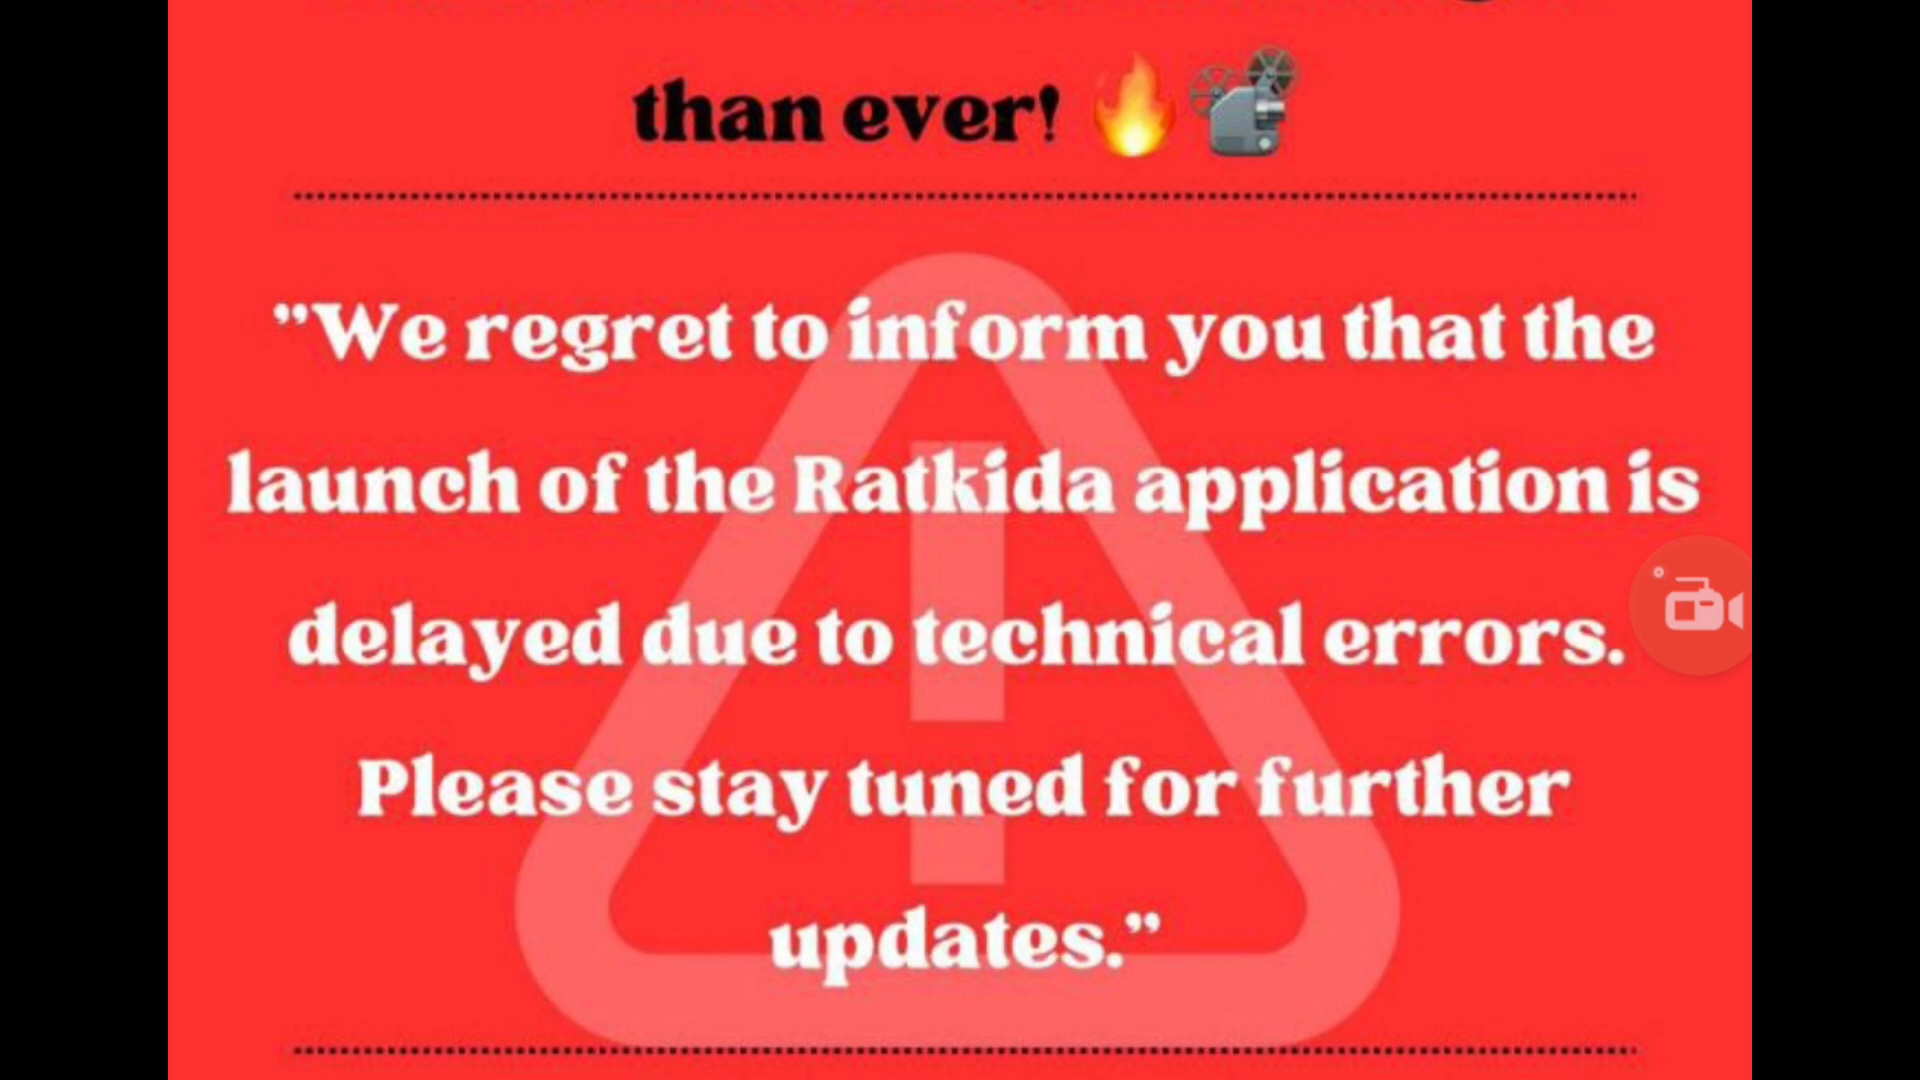 than ever! 🔥📽️
"We regret to inform you that the
launch of the Ratkida application is
delayed due to technical errors.
Please stay tuned for further
updates."